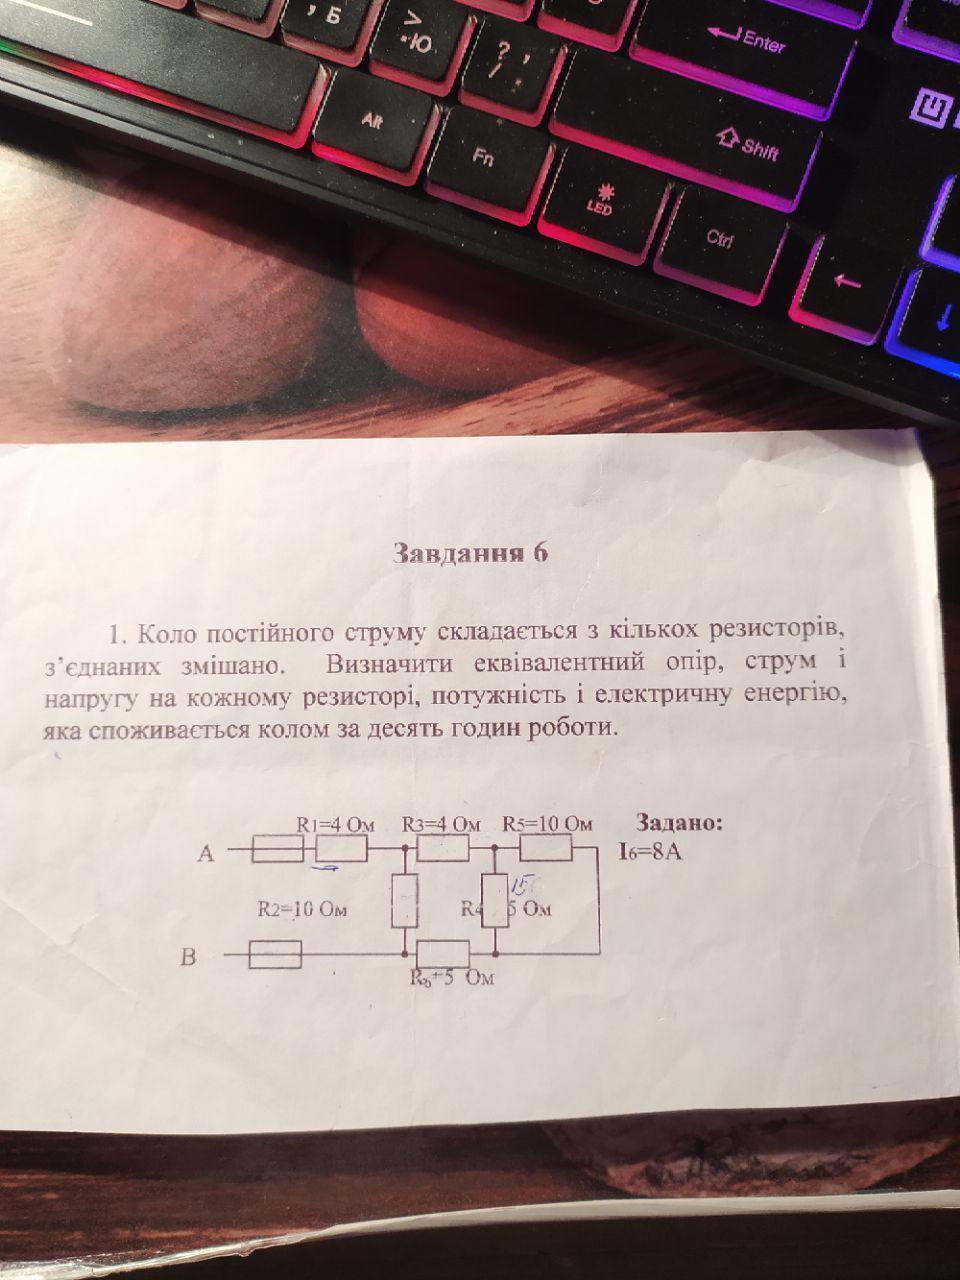 , Б
>
. Ю
? ,
/ .
Enter
Alt
Fn
Shift
LED
Ctrl
Завдання 6
1. Коло постійного струму складається з кількох резисторів,
з’єднаних змішано. Визначити еквівалентний опір, струм і
напругу на кожному резисторі, потужність і електричну енергію,
яка споживається колом за десять годин роботи.
R1=4 Ом R3=4 Ом R5=10 Ом Задано:
А I6=8А
15
R2=10 Ом R4 5 Ом
В
R6=5 Ом